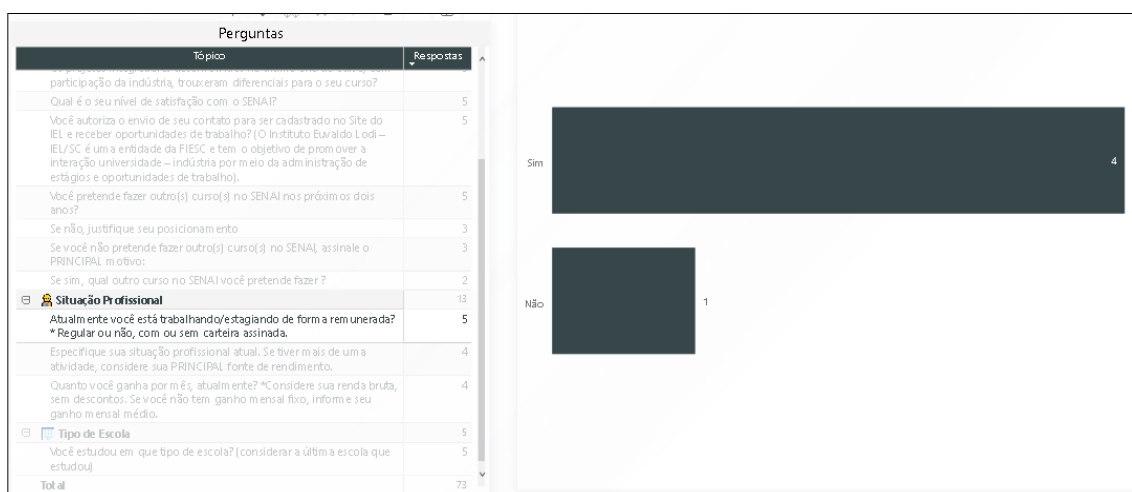 Perguntas
Tópico Respostas
participação da indústria, trouxeram diferenciais para o seu curso?
Qual é o seu nível de satisfação com o SENAI? 5
Você autoriza o envio de seu contato para ser cadastrado no Site do 5
IEL e receber oportunidades de trabalho? (O Instituto Euvaldo Lodi –
IEL/SC é uma entidade da FIESC e tem o objetivo de promover a
interação universidade – indústria por meio da administração de
estágios e oportunidades de trabalho).
Você pretende fazer outro(s) curso(s) no SENAI nos próximos dois 5
anos?
Se não, justifique seu posicionamento 3
Se você não pretende fazer outro(s) curso(s) no SENAI, assinale o 3
PRINCIPAL motivo:
Se sim, qual outro curso no SENAI você pretende fazer ? 2
Situação Profissional 13
Atualmente você está trabalhando/estagiando de forma remunerada? 5
* Regular ou não, com ou sem carteira assinada.
Especifique sua situação profissional atual. Se tiver mais de uma 4
atividade, considere sua PRINCIPAL fonte de rendimento.
Quanto você ganha por mês, atualmente? *Considere sua renda bruta, 4
sem descontos. Se você não tem ganho mensal fixo, informe seu
ganho mensal médio.
Tipo de Escola 5
Você estudou em que tipo de escola? (considerar a última escola que 5
estudou)
Total 73
Sim 4
Não 1